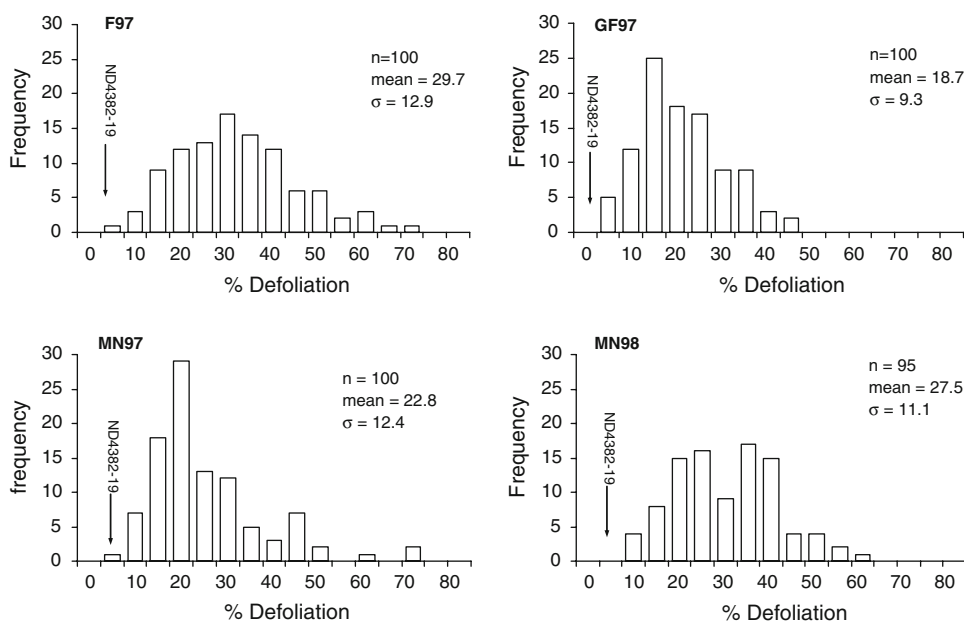 F97
30
25
20
15
10
5
0
Frequency
ND4382-19
n=100
mean = 29.7
σ = 12.9
0 10 20 30 40 50 60 70 80
% Defoliation
GF97
30
25
20
15
10
5
0
Frequency
ND4382-19
n=100
mean = 18.7
σ = 9.3
0 10 20 30 40 50 60 70 80
% Defoliation
MN97
30
25
20
15
10
5
0
frequency
ND4382-19
n = 100
mean = 22.8
σ = 12.4
0 10 20 30 40 50 60 70 80
% Defoliation
MN98
30
25
20
15
10
5
0
Frequency
ND4382-19
n = 95
mean = 27.5
σ = 11.1
0 10 20 30 40 50 60 70 80
% Defoliation